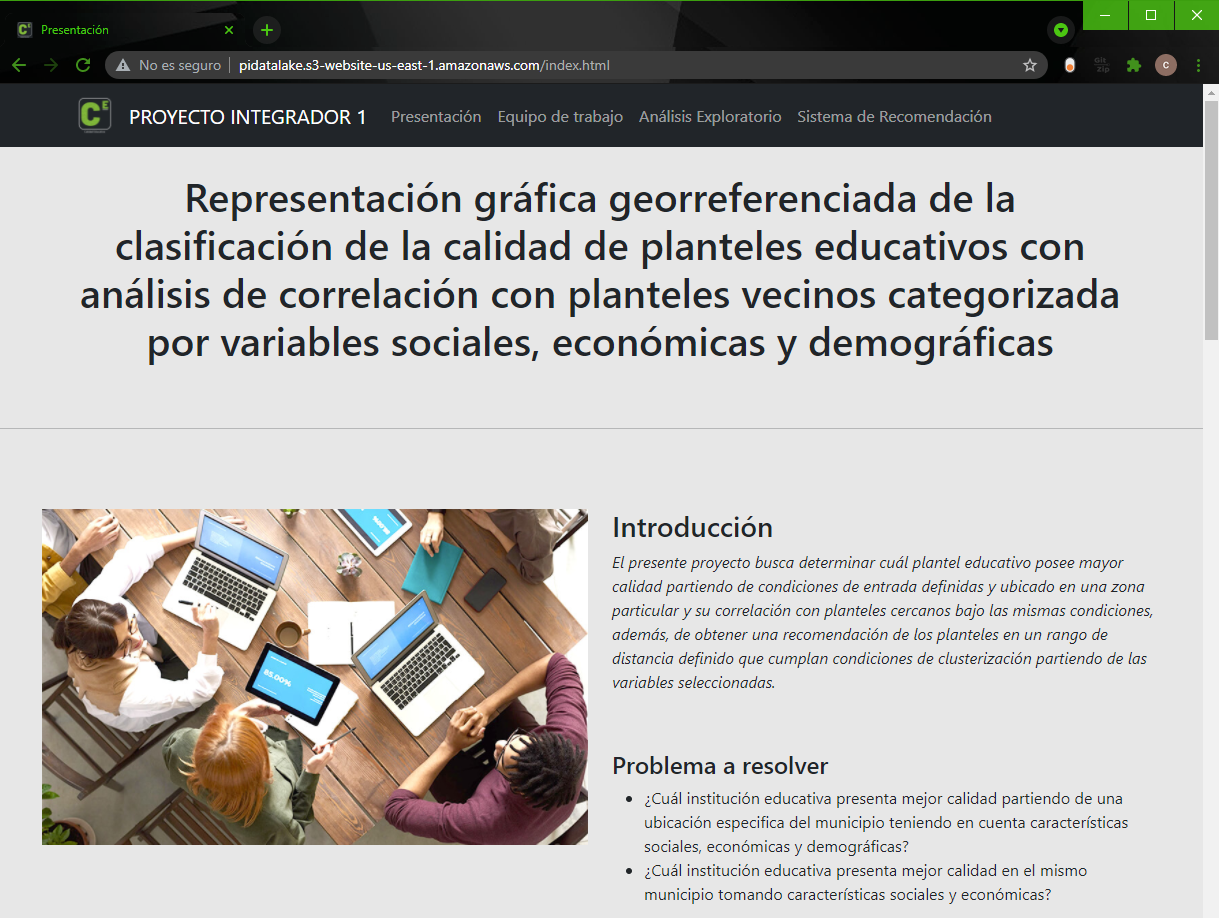 Presentación
No es seguro
pidatalake.s3-website-us-east-1.amazonaws.com/index.html
Git
Zip
C
CE
PROYECTO INTEGRADOR 1
Presentación
Equipo de trabajo
Análisis Exploratorio
Sistema de Recomendación
Representación gráfica georreferenciada de la
clasificación de la calidad de planteles educativos con
análisis de correlación con planteles vecinos categorizada
por variables sociales, económicas y demográficas
85.00%
Introducción
El presente proyecto busca determinar cuál plantel educativo posee mayor
calidad partiendo de condiciones de entrada definidas y ubicado en una zona
particular y su correlación con planteles cercanos bajo las mismas condiciones,
además, de obtener una recomendación de los planteles en un rango de
distancia definido que cumplan condiciones de clusterización partiendo de las
variables seleccionadas.
Problema a resolver
¿Cuál institución educativa presenta mejor calidad partiendo de una
ubicación especifica del municipio teniendo en cuenta características
sociales, económicas y demográficas?
¿Cuál institución educativa presenta mejor calidad en el mismo
municipio tomando características sociales y económicas?